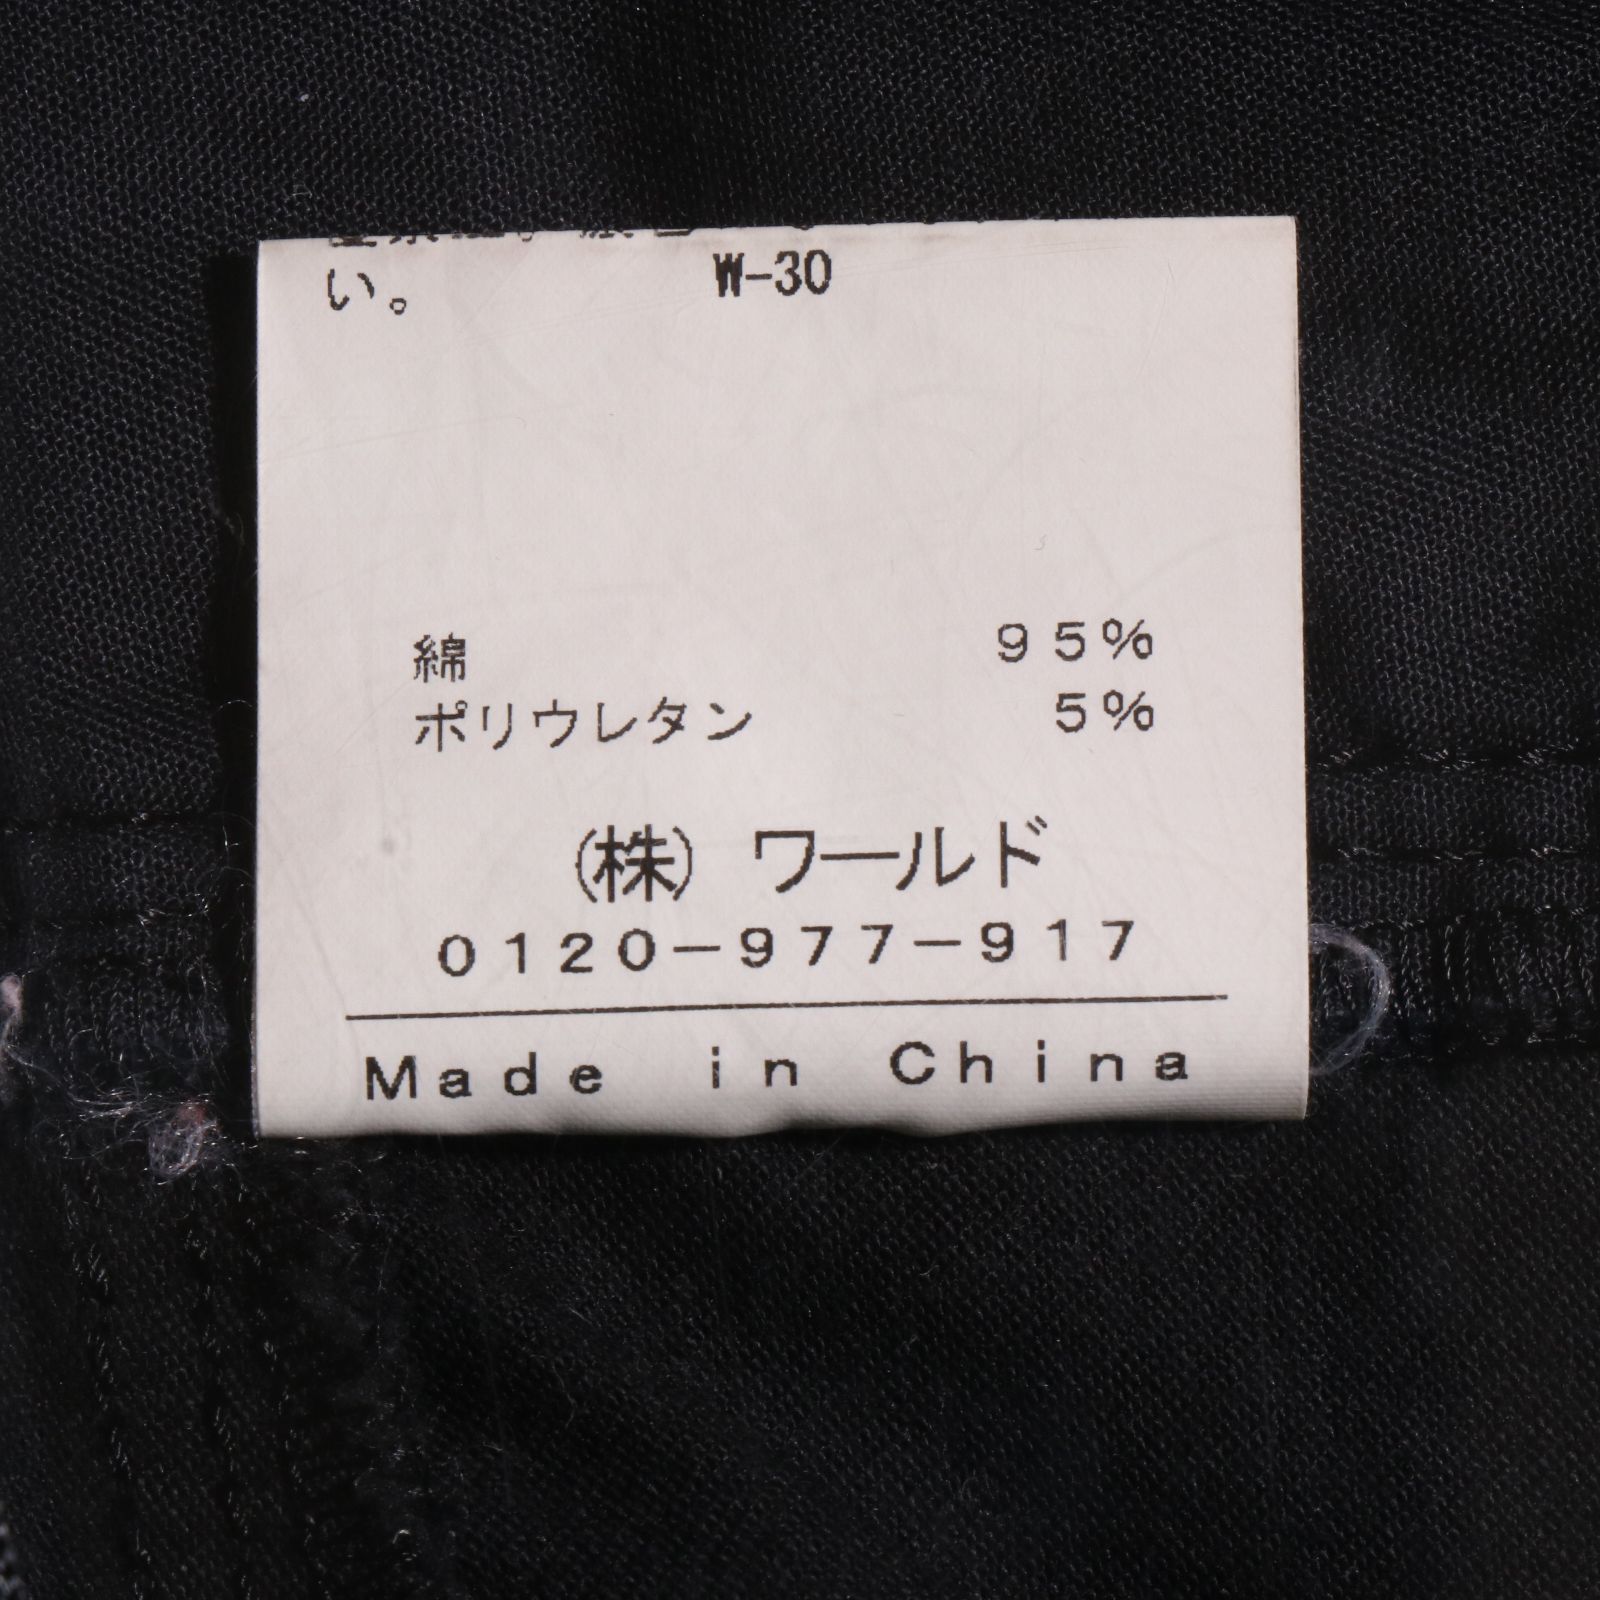 い。
W-30
綿 95%
ポリウレタン 5%
(株) ワールド
0120-977-917
Made in China